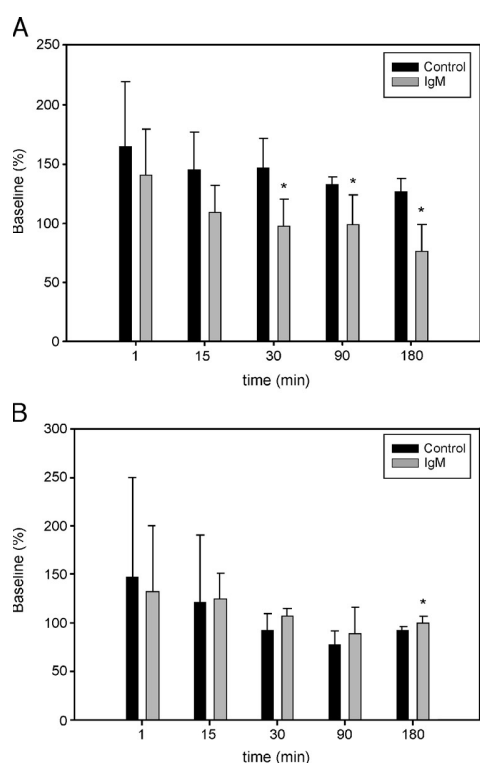 A
250
200
150
100
50
0
Baseline (%)
Control
IgM
*
*
*
1 15 30 90 180
time (min)
B
300
250
200
150
100
50
0
Baseline (%)
Control
IgM
*
1 15 30 90 180
time (min)